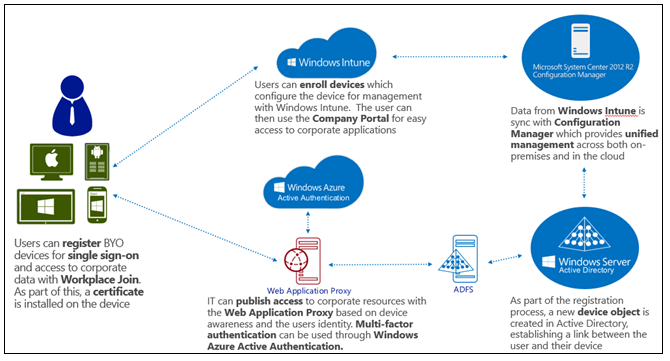 Windows Intune
Users can enroll devices which
configure the device for management
with Windows Intune. The user can
then use the Company Portal for easy
access to corporate applications
Microsoft System Center 2012 R2
Configuration Manager
Data from Windows Intune is
sync with Configuration
Manager which provides unified
management across both on-
premises and in the cloud
Windows Azure
Active Authentication
Users can register BYO
devices for single sign-on
and access to corporate
data with Workplace Join.
As part of this, a certificate
is installed on the device
Web Application Proxy
IT can publish access to corporate resources with
the Web Application Proxy based on device
awareness and the users identity. Multi-factor
authentication can be used through Windows
Azure Active Authentication.
ADFS
Windows Server
Active Directory
As part of the registration
process, a new device object is
created in Active Directory,
establishing a link between the
user and their device